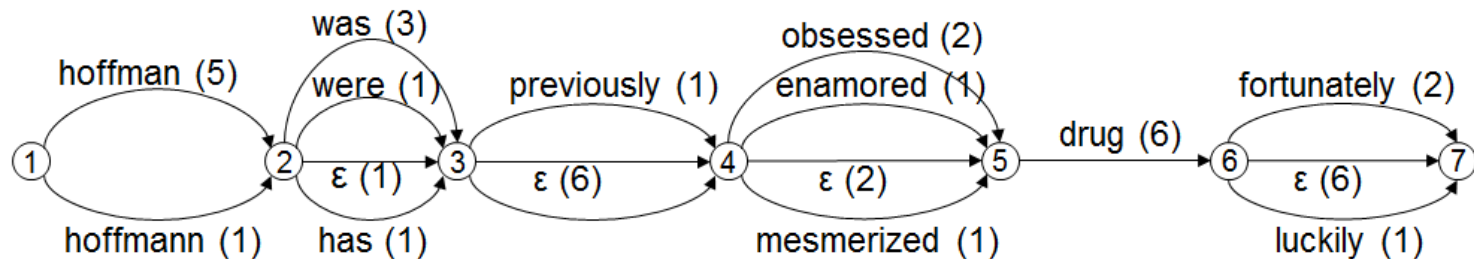 was (3)
obsessed (2)
hoffman (5)
were (1)
previously (1)
enamored (1)
fortunately (2)
drug (6)
1 2 3 4 5 6 7
ε (1) ε (6) ε (2) ε (6)
hoffmann (1)
has (1)
mesmerized (1)
luckily (1)